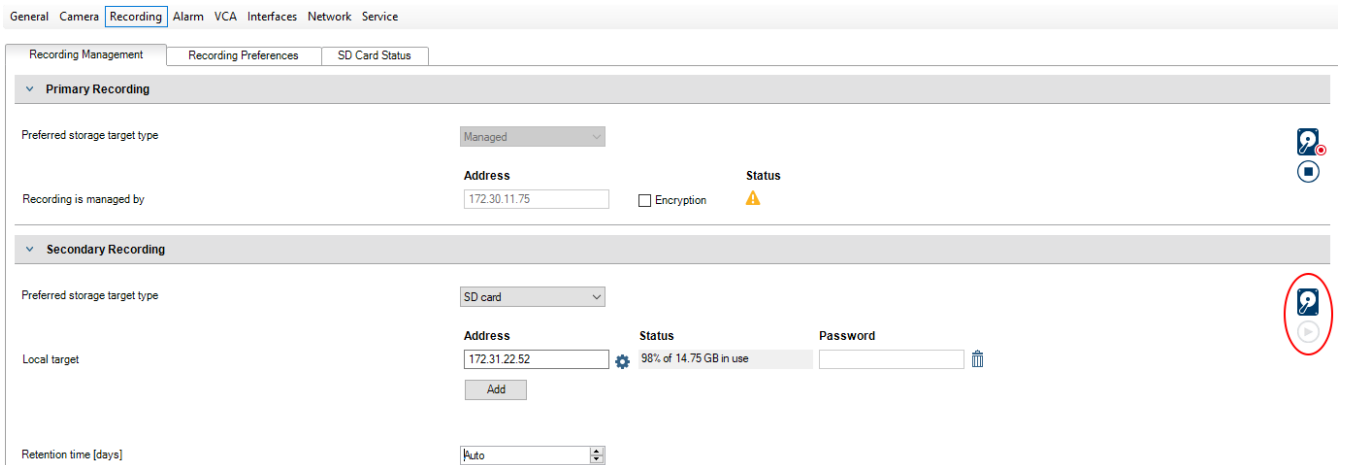 General Camera Recording Alarm VCA Interfaces Network Service
Recording Management Recording Preferences SD Card Status
Primary Recording
Preferred storage target type Managed
Address Status
Recording is managed by 172.30.11.75 Encryption
Secondary Recording
Preferred storage target type SD card
Address Status Password
Local target 172.31.22.52 98% of 14.75 GB in use
Add
Retention time [days] Auto